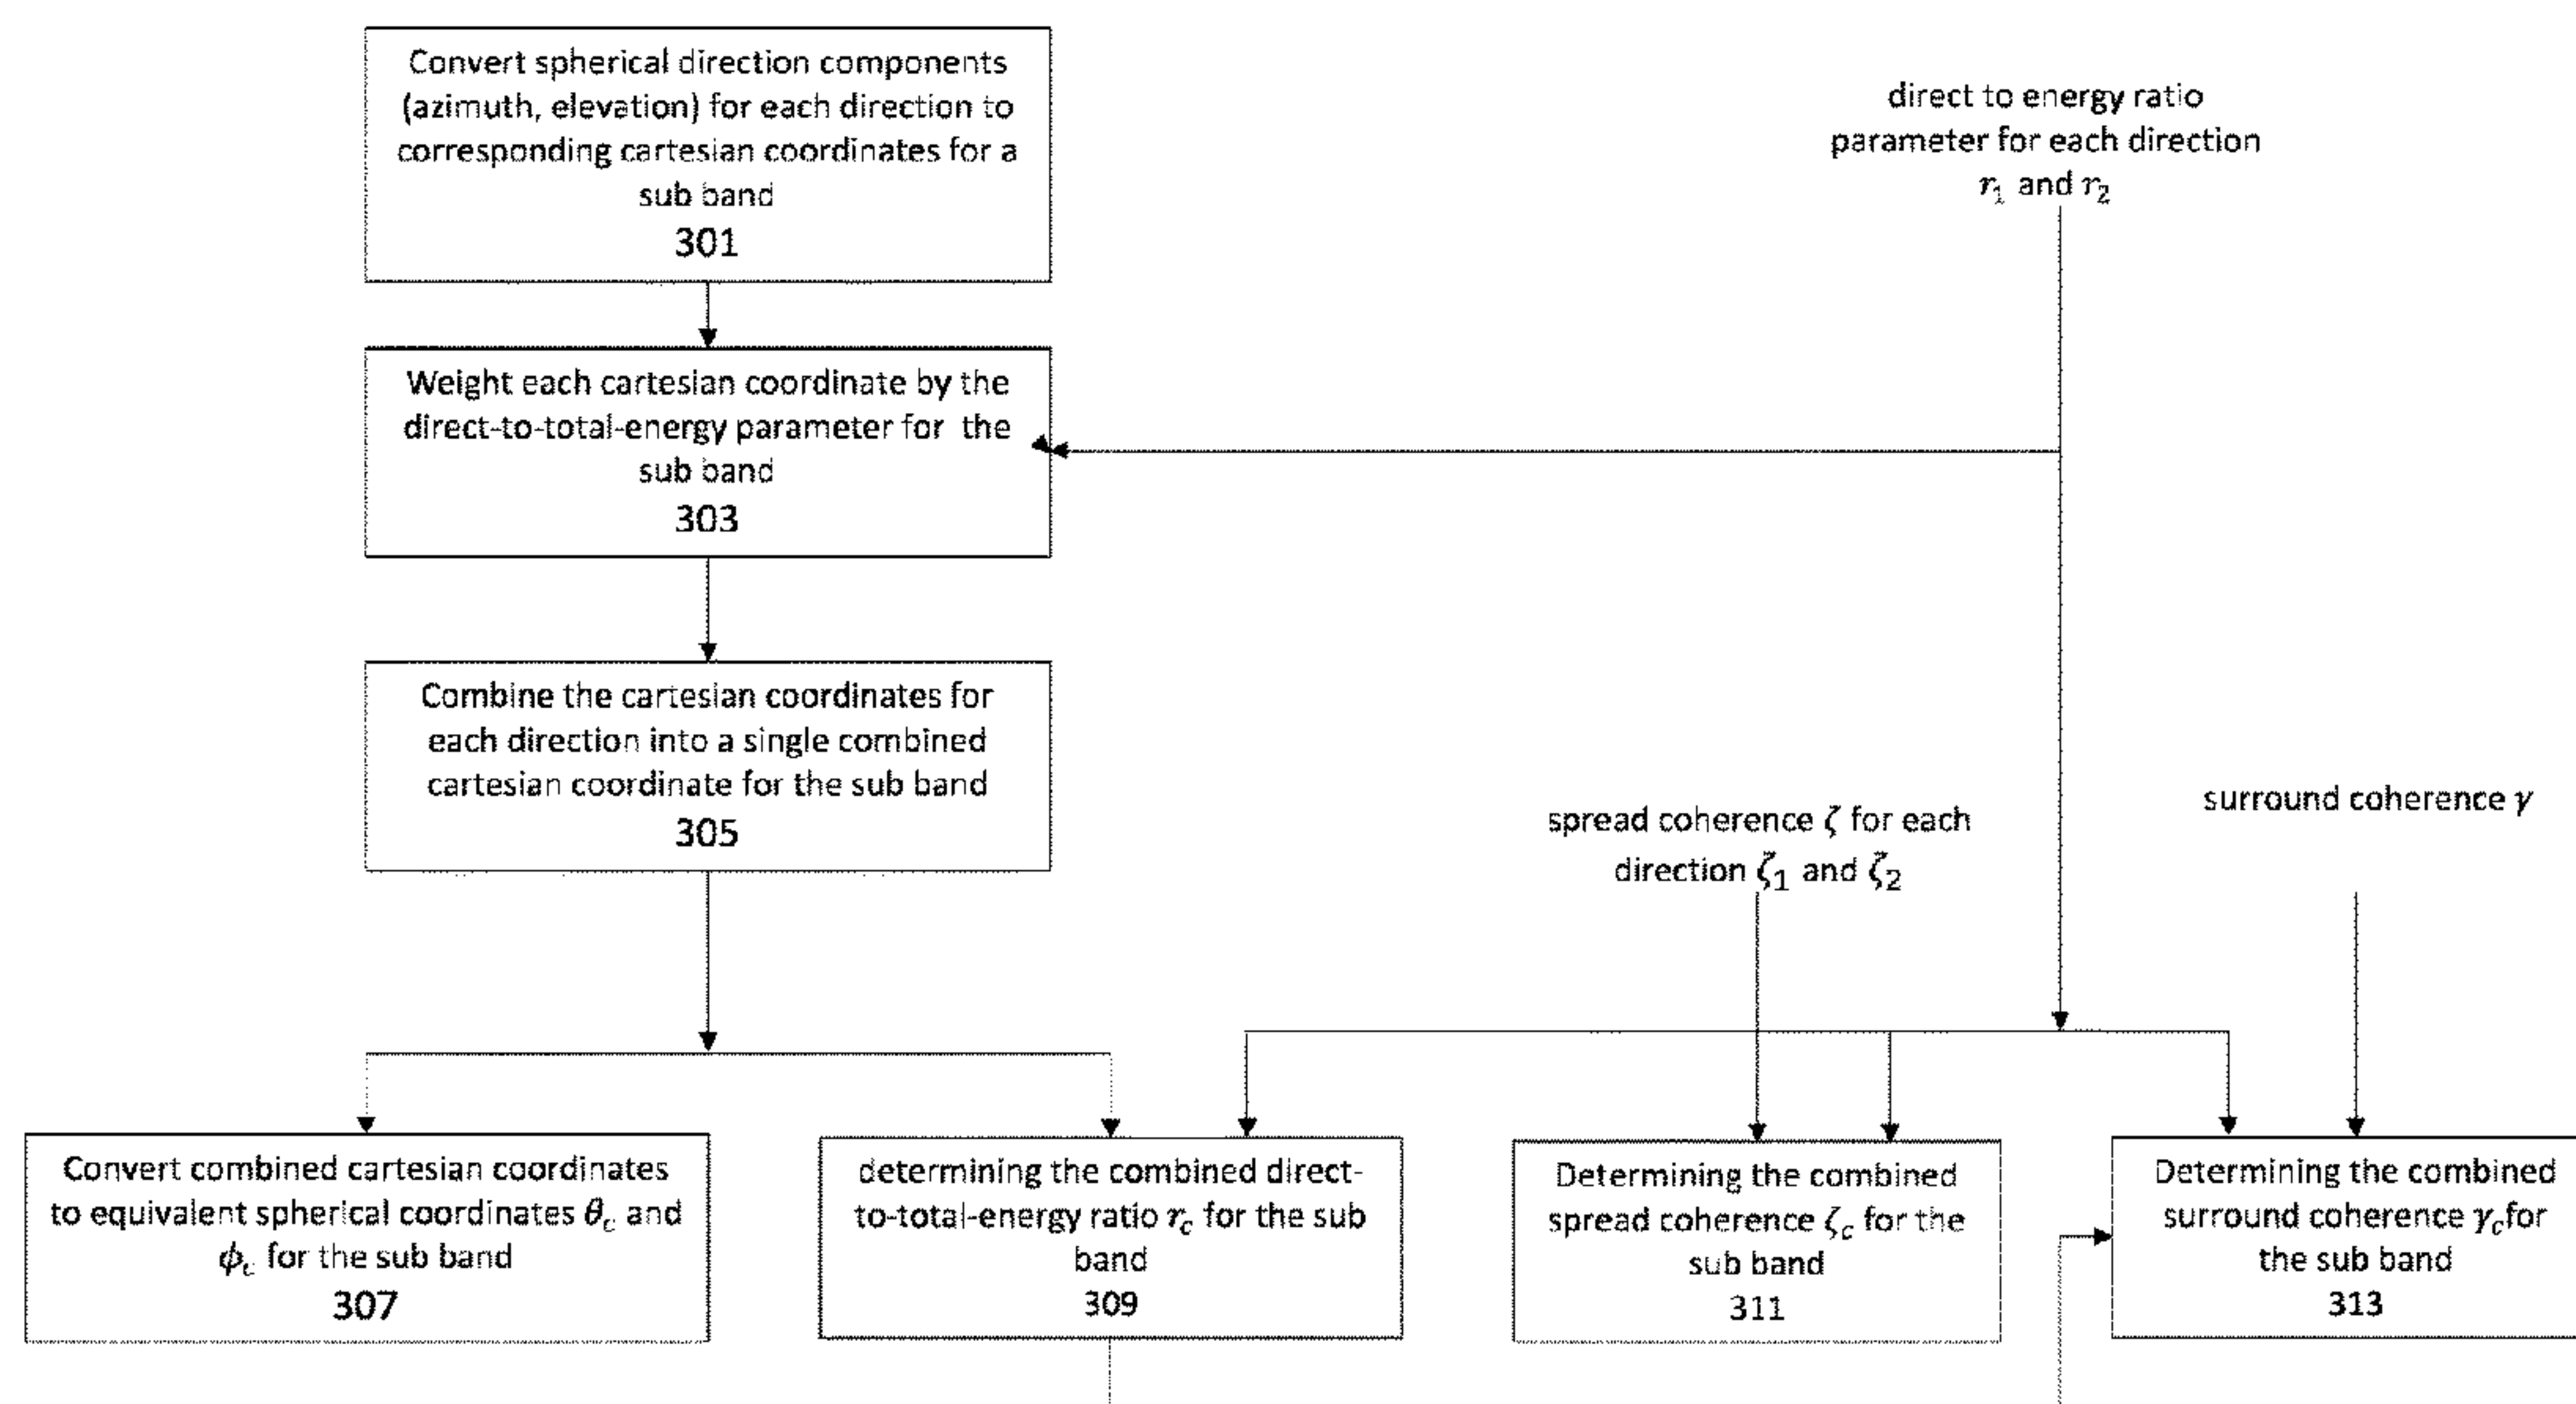 Convert spherical direction components
(azimuth, elevation) for each direction to
corresponding cartesian coordinates for a
sub band
301
direct to energy ratio
parameter for each direction
r₁ and r₂
Weight each cartesian coordinate by the
direct-to-total-energy parameter for the
sub band
303
Combine the cartesian coordinates for
each direction into a single combined
cartesian coordinate for the sub band
305
spread coherence ζ for each
direction ζ₁ and ζ₂
surround coherence γ
Convert combined cartesian coordinates
to equivalent spherical coordinates θ_c and
ϕ_c for the sub band
307
determining the combined direct-
to-total-energy ratio r_c for the sub
band
309
Determining the combined
spread coherence ζ_c for the
sub band
311
Determining the combined
surround coherence γ_c for
the sub band
313